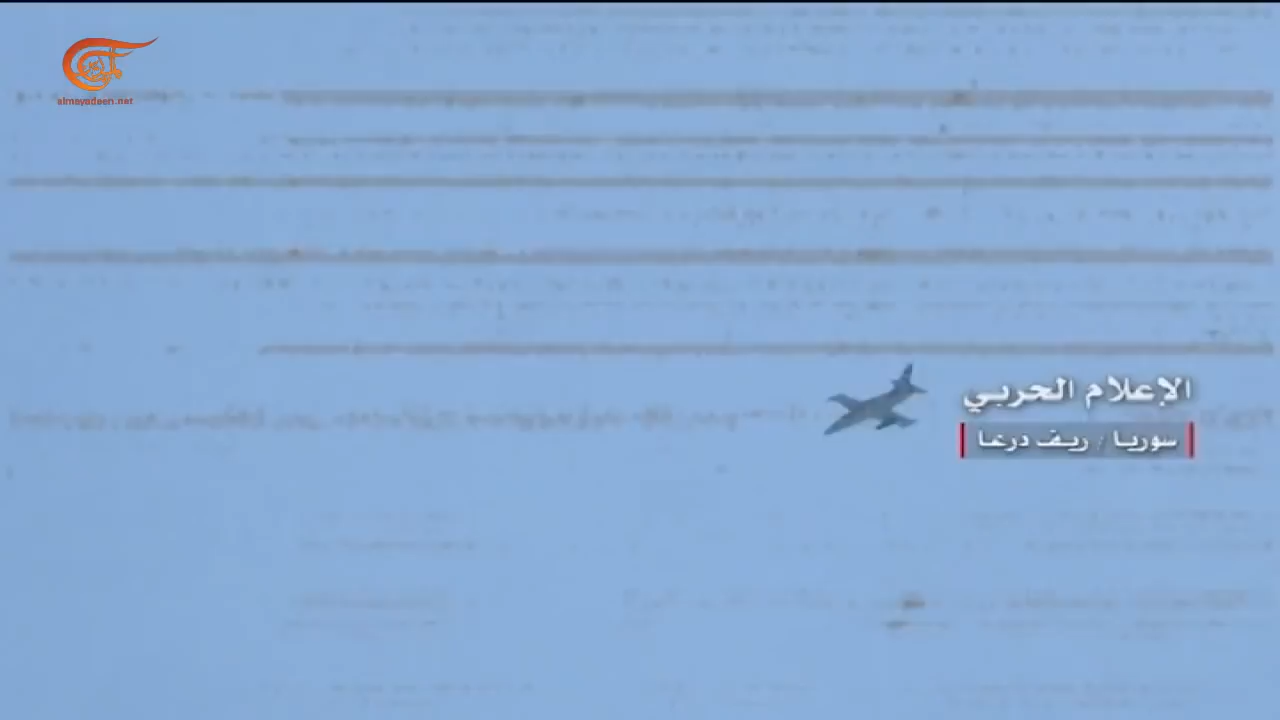 almayadeen.net
الإعلام الحربي
سوريا / ريف درعا